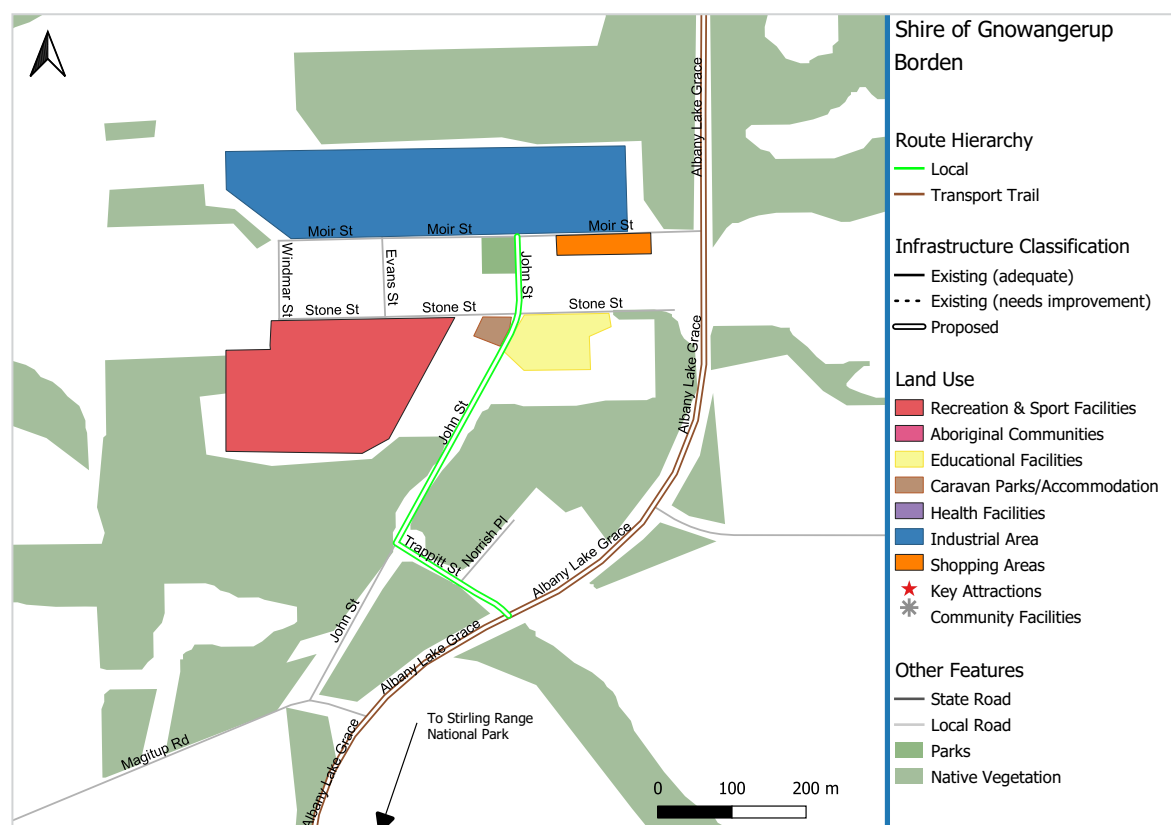 Shire of Gnowangerup
Borden
Route Hierarchy
Local
Transport Trail
Infrastructure Classification
Existing (adequate)
Existing (needs improvement)
Proposed
Land Use
Recreation & Sport Facilities
Aboriginal Communities
Educational Facilities
Caravan Parks/Accommodation
Health Facilities
Industrial Area
Shopping Areas
Key Attractions
Community Facilities
Other Features
State Road
Local Road
Parks
Native Vegetation
Albany Lake Grace
Moir St
Moir St
Moir St
Windmar St
Evans St
John St
Stone St
Stone St
Stone St
Albany Lake Grace
John St
Trappitt St
Norrish Pl
Albany Lake Grace
John St
Albany Lake Grace
To Stirling Range
National Park
Magitup Rd
Albany Lake Grace
0 100 200 m